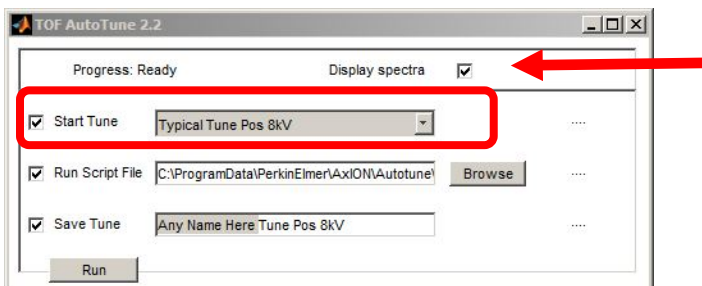 TOF AutoTune 2.2
Progress: Ready Display spectra
Start Tune Typical Tune Pos 8kV ....
Run Script File C:\ProgramData\PerkinElmer\AxION\Autotune\ Browse ....
Save Tune Any Name Here Tune Pos 8kV ....
Run